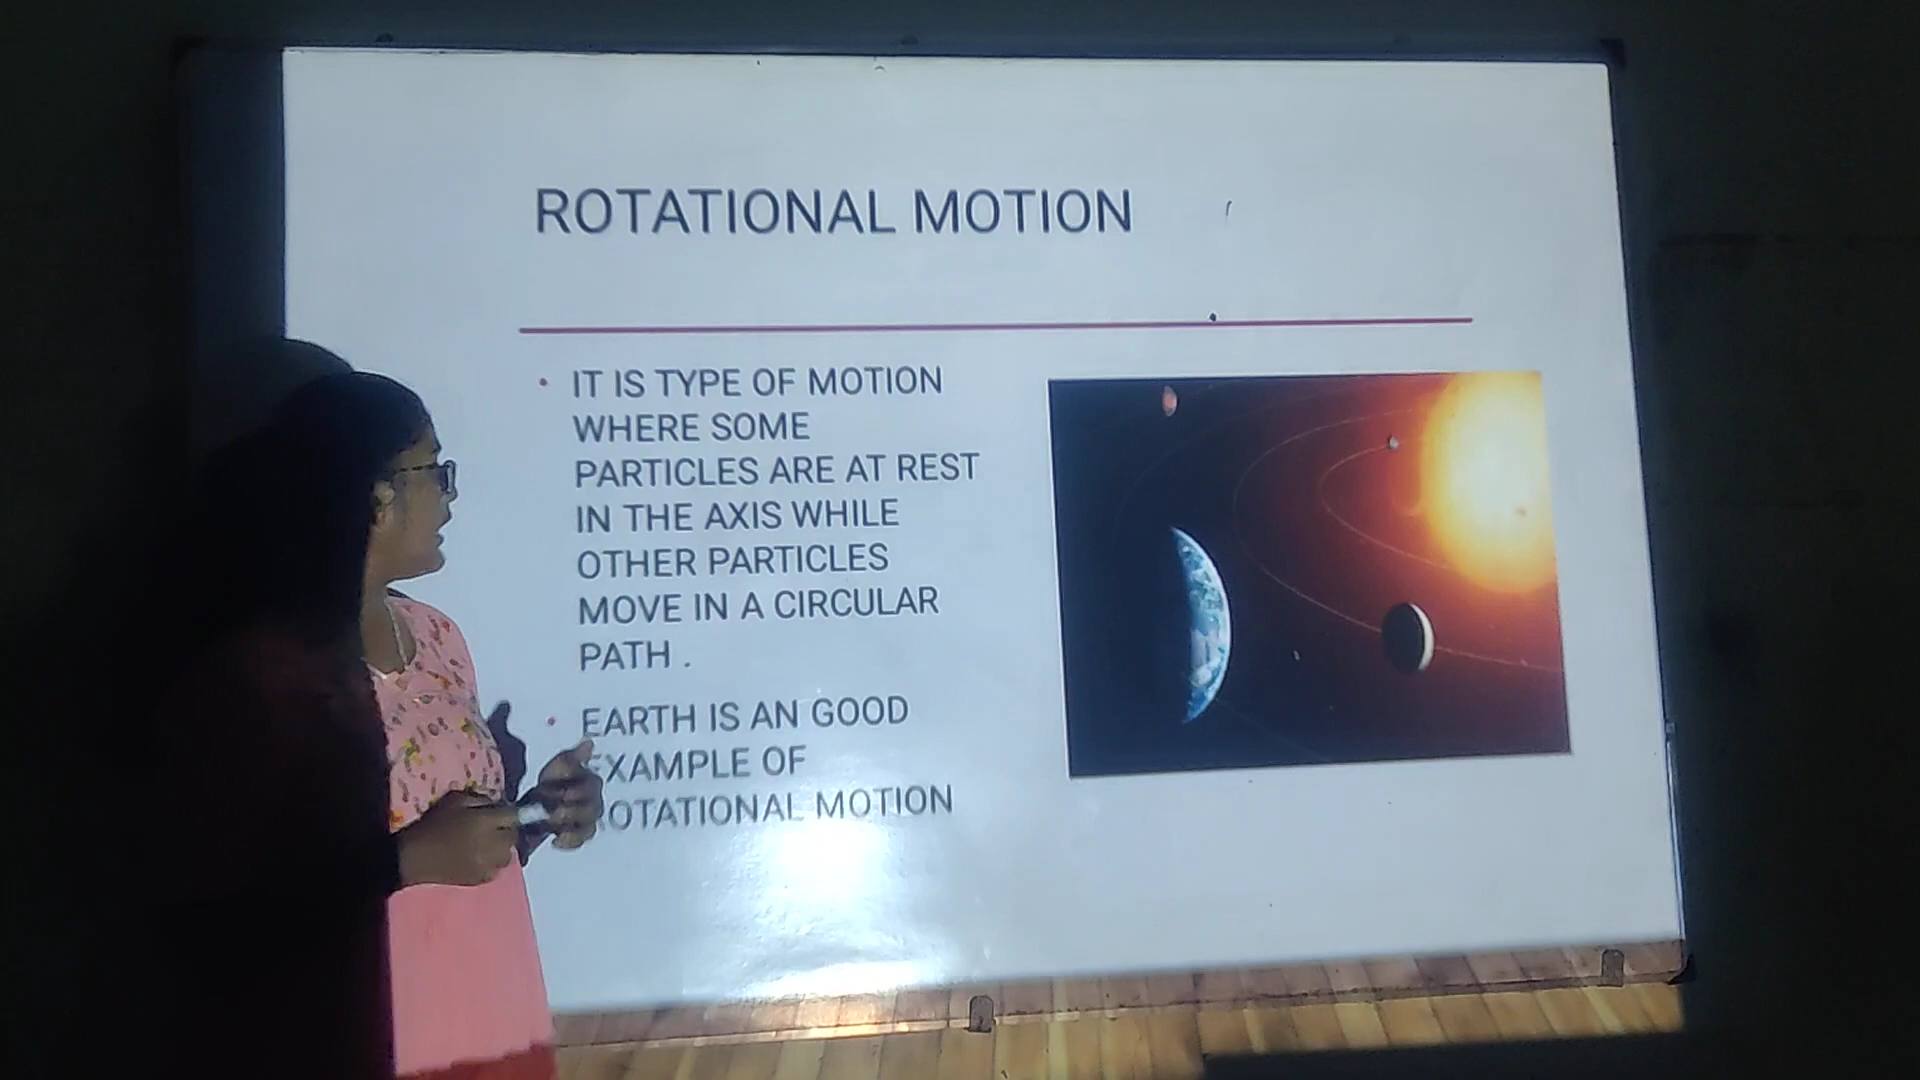 ROTATIONAL MOTION
• IT IS TYPE OF MOTION
WHERE SOME
PARTICLES ARE AT REST
IN THE AXIS WHILE
OTHER PARTICLES
MOVE IN A CIRCULAR
PATH .
• EARTH IS AN GOOD
EXAMPLE OF
ROTATIONAL MOTION